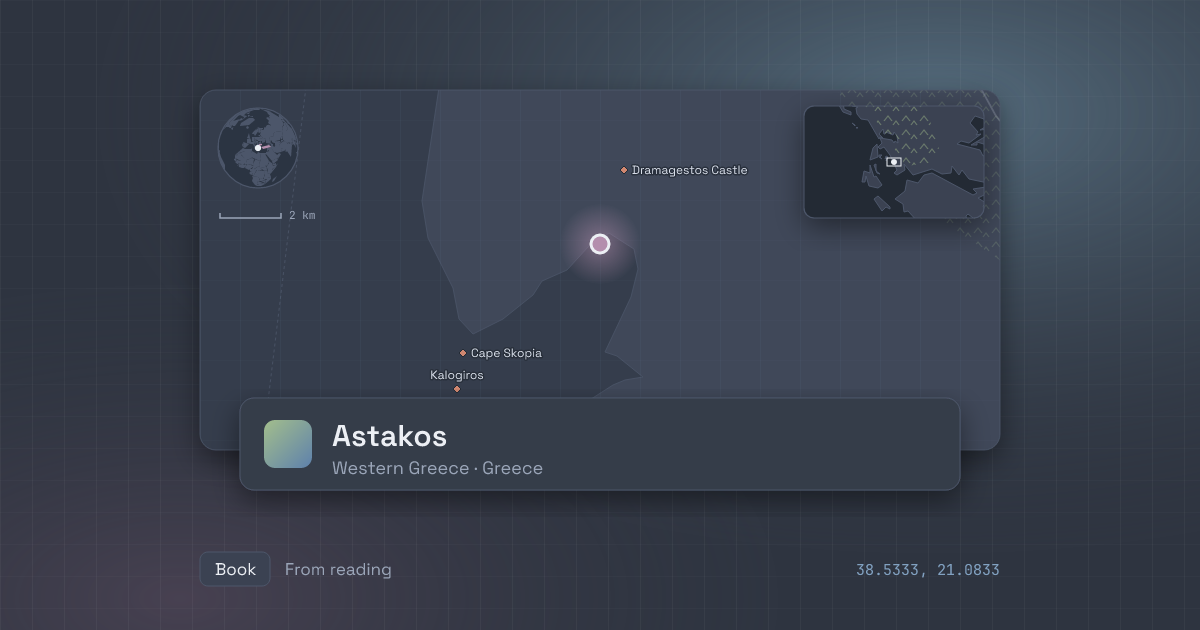 Dramagestos Castle
2 km
Cape Skopia
Kalogiros
Astakos
Western Greece · Greece
Book
From reading
38.5333, 21.0833